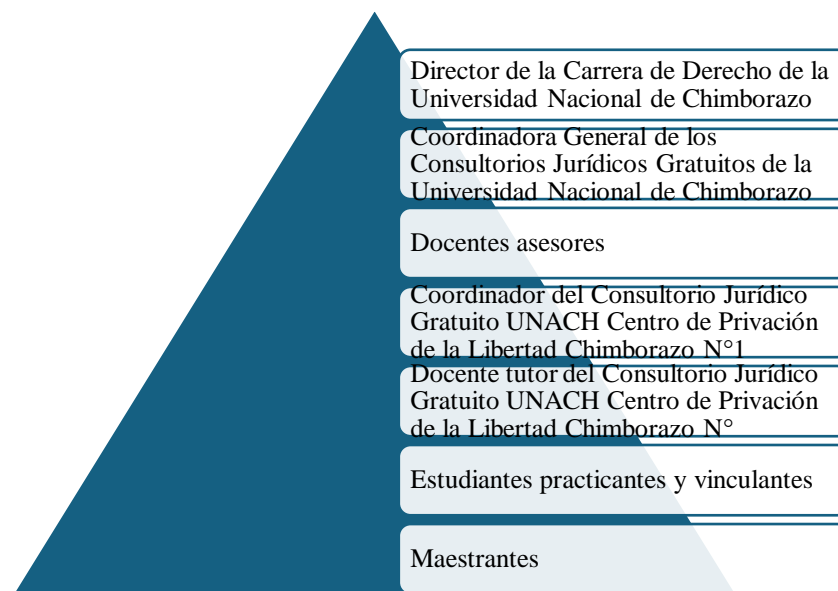 Director de la Carrera de Derecho de la
Universidad Nacional de Chimborazo
Coordinadora General de los
Consultorios Jurídicos Gratuitos de la
Universidad Nacional de Chimborazo
Docentes asesores
Coordinador del Consultorio Jurídico
Gratuito UNACH Centro de Privación
de la Libertad Chimborazo N°1
Docente tutor del Consultorio Jurídico
Gratuito UNACH Centro de Privación
de la Libertad Chimborazo N°
Estudiantes practicantes y vinculantes
Maestrantes